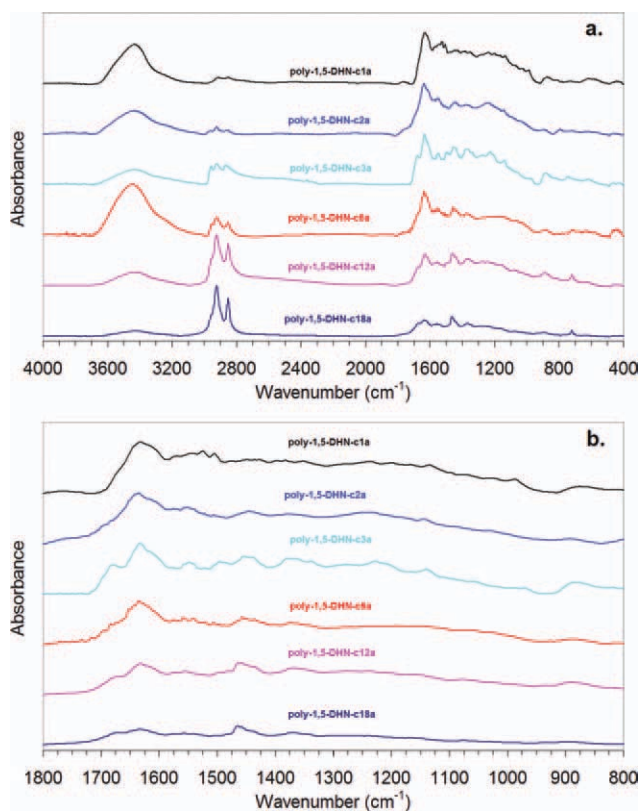 a.
poly-1,5-DHN-c1a
poly-1,5-DHN-c2a
poly-1,5-DHN-c3a
poly-1,5-DHN-c6a
poly-1,5-DHN-c12a
poly-1,5-DHN-c18a
Absorbance
4000 3600 3200 2800 2400 2000 1600 1200 800 400
Wavenumber (cm⁻¹)
b.
poly-1,5-DHN-c1a
poly-1,5-DHN-c2a
poly-1,5-DHN-c3a
poly-1,5-DHN-c6a
poly-1,5-DHN-c12a
poly-1,5-DHN-c18a
Absorbance
1800 1700 1600 1500 1400 1300 1200 1100 1000 900 800
Wavenumber (cm⁻¹)